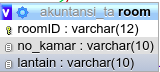 v akuntansi_ta room
roomID : varchar(12)
no_kamar : varchar(10)
lantain : varchar(10)